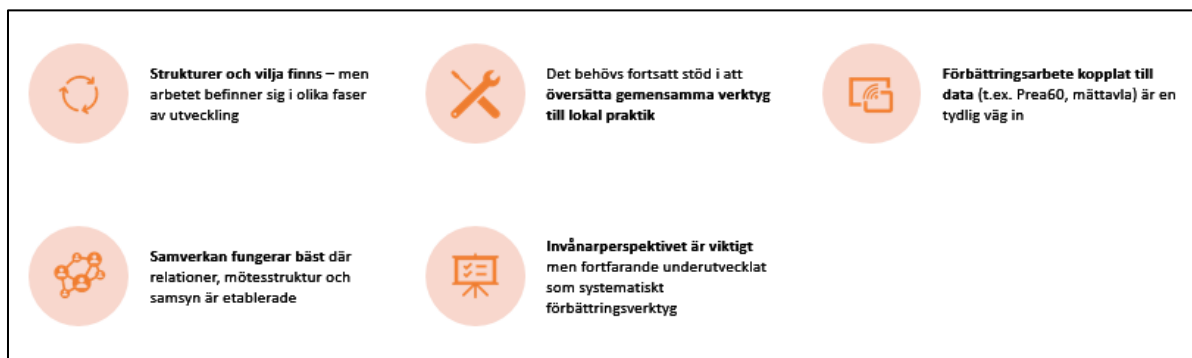 Strukturer och vilja finns – men
arbetet befinner sig i olika faser
av utveckling
Det behövs fortsatt stöd i att
översätta gemensamma verktyg
till lokal praktik
Förbättringsarbete kopplat till
data (t.ex. Prea60, mättavla) är en
tydlig väg in
Samverkan fungerar bäst där
relationer, mötesstruktur och
samsyn är etablerade
Invånarperspektivet är viktigt
men fortfarande underutvecklat
som systematiskt
förbättringsverktyg